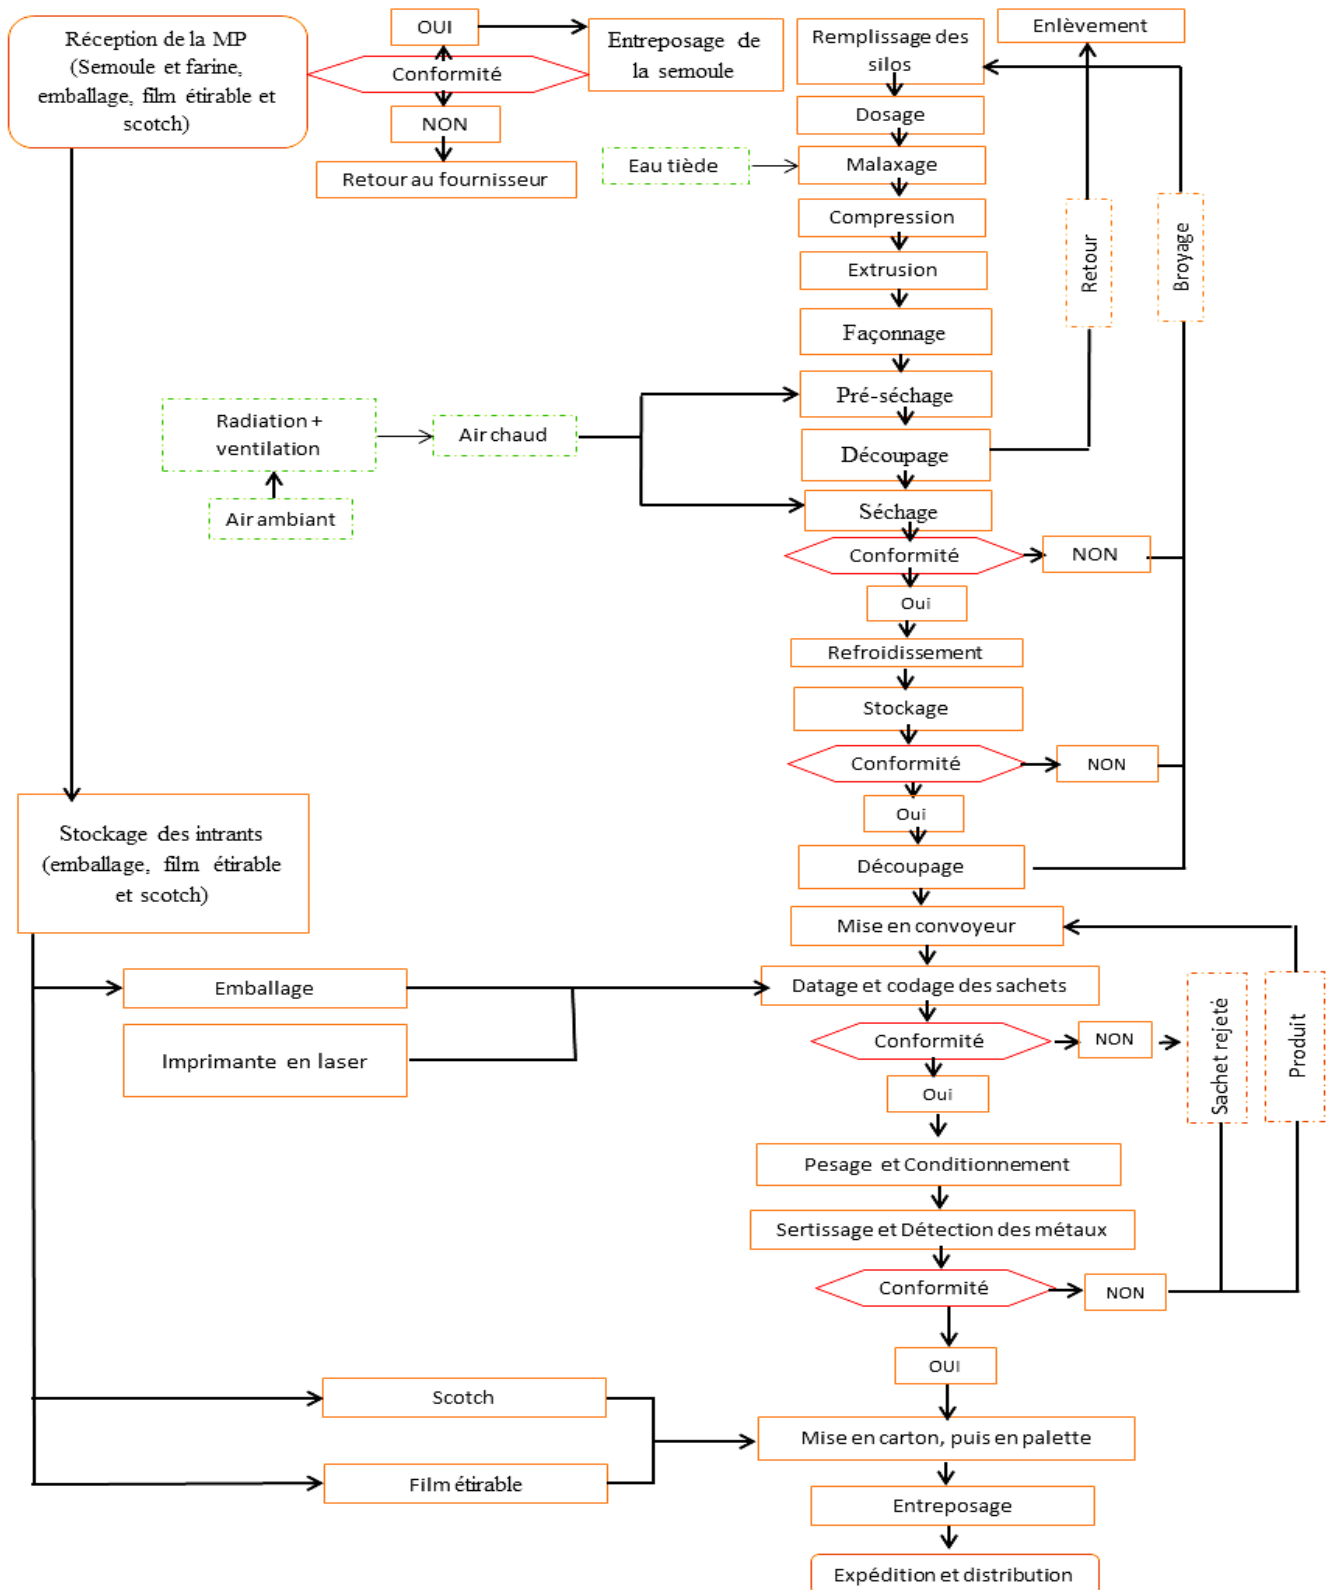 Réception de la MP
(Semoule et farine,
emballage, film étirable et
scotch)
OUI
Conformité
NON
Retour au fournisseur
Entreposage de
la semoule
Remplissage des
silos
Enlèvement
Dosage
Eau tiède
Malaxage
Compression
Extrusion
Façonnage
Retour
Broyage
Pré-séchage
Radiation +
ventilation
Air chaud
Découpage
Air ambiant
Séchage
Conformité
NON
Oui
Refroidissement
Stockage
Conformité
NON
Oui
Stockage des intrants
(emballage, film étirable
et scotch)
Découpage
Mise en convoyeur
Emballage
Datage et codage des sachets
Imprimante en laser
Conformité
NON
Sachet rejeté
Produit
Oui
Pesage et Conditionnement
Sertissage et Détection des métaux
Conformité
NON
OUI
Scotch
Mise en carton, puis en palette
Film étirable
Entreposage
Expédition et distribution